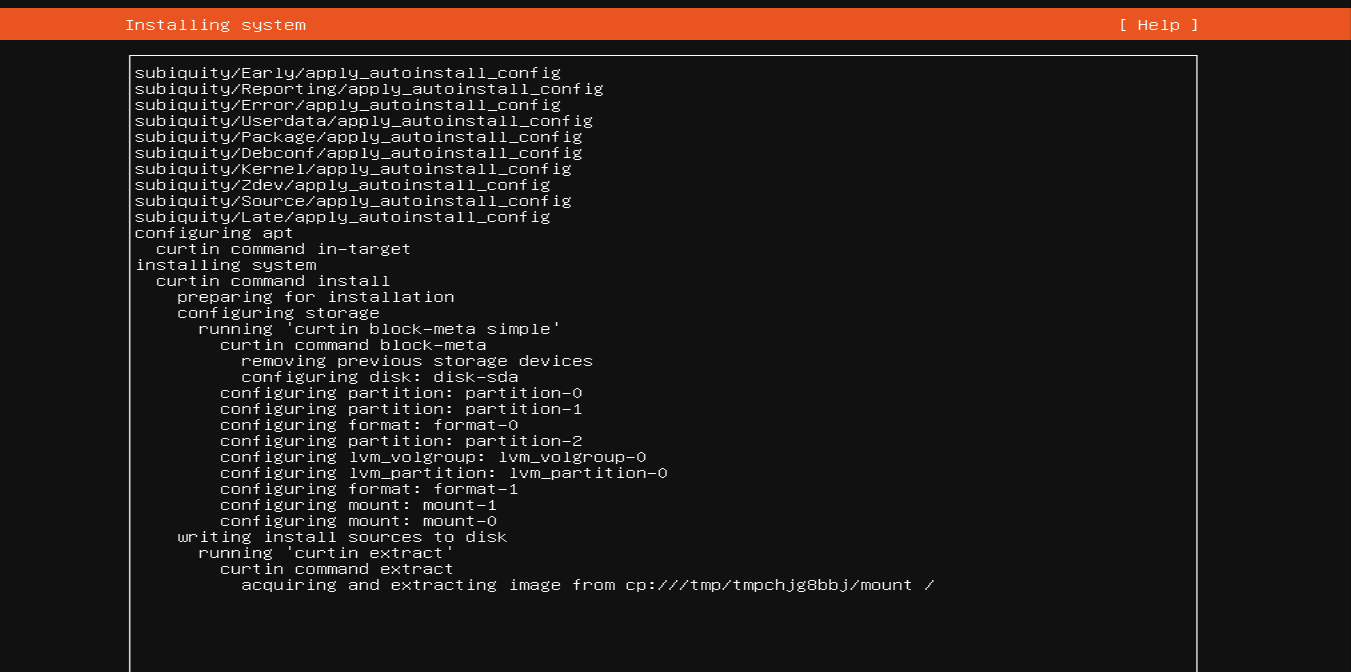 Installing system [ Help ]
subiquity/Early/apply_autoinstall_config
subiquity/Reporting/apply_autoinstall_config
subiquity/Error/apply_autoinstall_config
subiquity/Userdata/apply_autoinstall_config
subiquity/Package/apply_autoinstall_config
subiquity/Debconf/apply_autoinstall_config
subiquity/Kernel/apply_autoinstall_config
subiquity/Zdev/apply_autoinstall_config
subiquity/Source/apply_autoinstall_config
subiquity/Late/apply_autoinstall_config
configuring apt
  curtin command in-target
installing system
  curtin command install
    preparing for installation
    configuring storage
      running 'curtin block-meta simple'
        curtin command block-meta
          removing previous storage devices
          configuring disk: disk-sda
        configuring partition: partition-0
        configuring partition: partition-1
        configuring format: format-0
        configuring partition: partition-2
        configuring lvm_volgroup: lvm_volgroup-0
        configuring lvm_partition: lvm_partition-0
        configuring format: format-1
        configuring mount: mount-1
        configuring mount: mount-0
    writing install sources to disk
      running 'curtin extract'
        curtin command extract
          acquiring and extracting image from cp:///tmp/tmpchjg8bbj/mount /